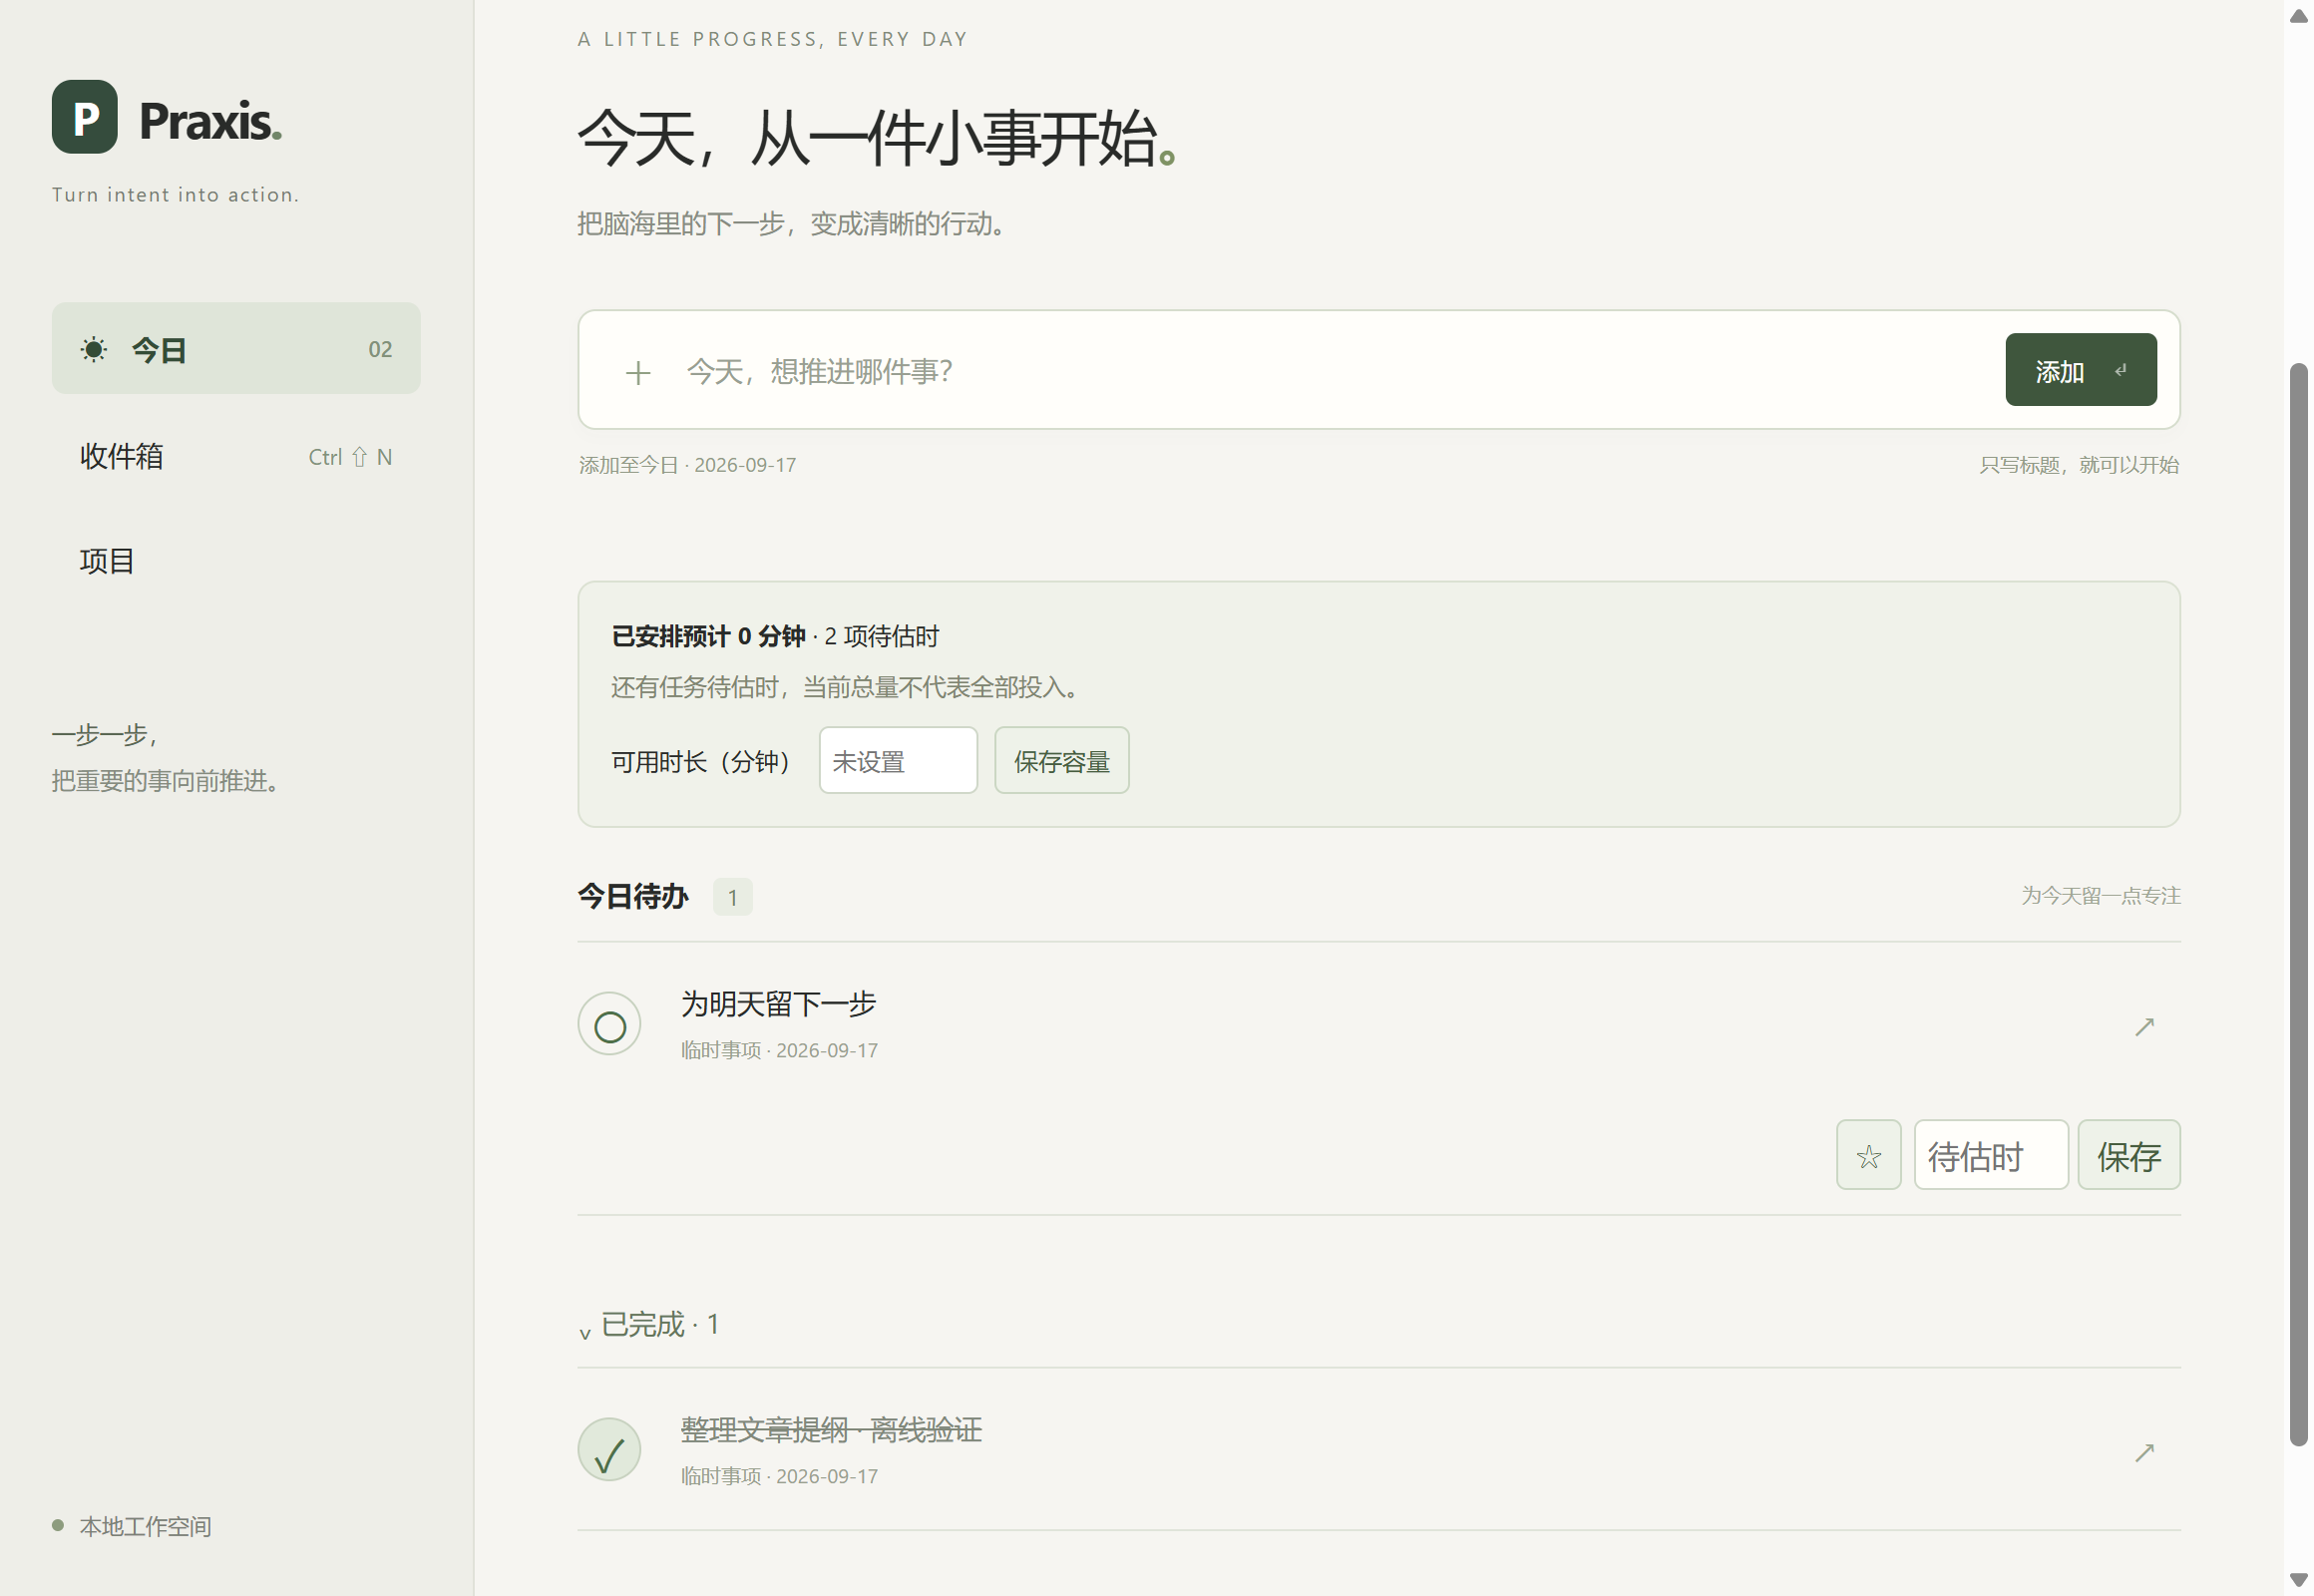 P Praxis.
Turn intent into action.
今日 02
收件箱 Ctrl ⇧ N
项目
一步一步，
把重要的事向前推进。
本地工作空间
A LITTLE PROGRESS, EVERY DAY
今天，从一件小事开始。
把脑海里的下一步，变成清晰的行动。
今天，想推进哪件事？ 添加 ↵
添加至今日 · 2026-09-17 只写标题，就可以开始
已安排预计 0 分钟 · 2 项待估时
还有任务待估时，当前总量不代表全部投入。
可用时长（分钟） 未设置 保存容量
今日待办 1 为今天留一点专注
为明天留下一步
临时事项 · 2026-09-17
待估时 保存
已完成 · 1
整理文章提纲 · 离线验证
临时事项 · 2026-09-17